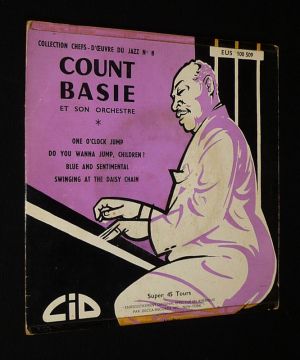 COLLECTION CHEFS-D'ŒUVRE DU JAZZ N° 8
EUS 100 509
COUNT
BASIE
ET SON ORCHESTRE
*
ONE O'CLOCK JUMP
DO YOU WANNA JUMP, CHILDREN?
BLUE AND SENTIMENTAL
SWINGING AT THE DAISY CHAIN
CID
Super 45 Tours